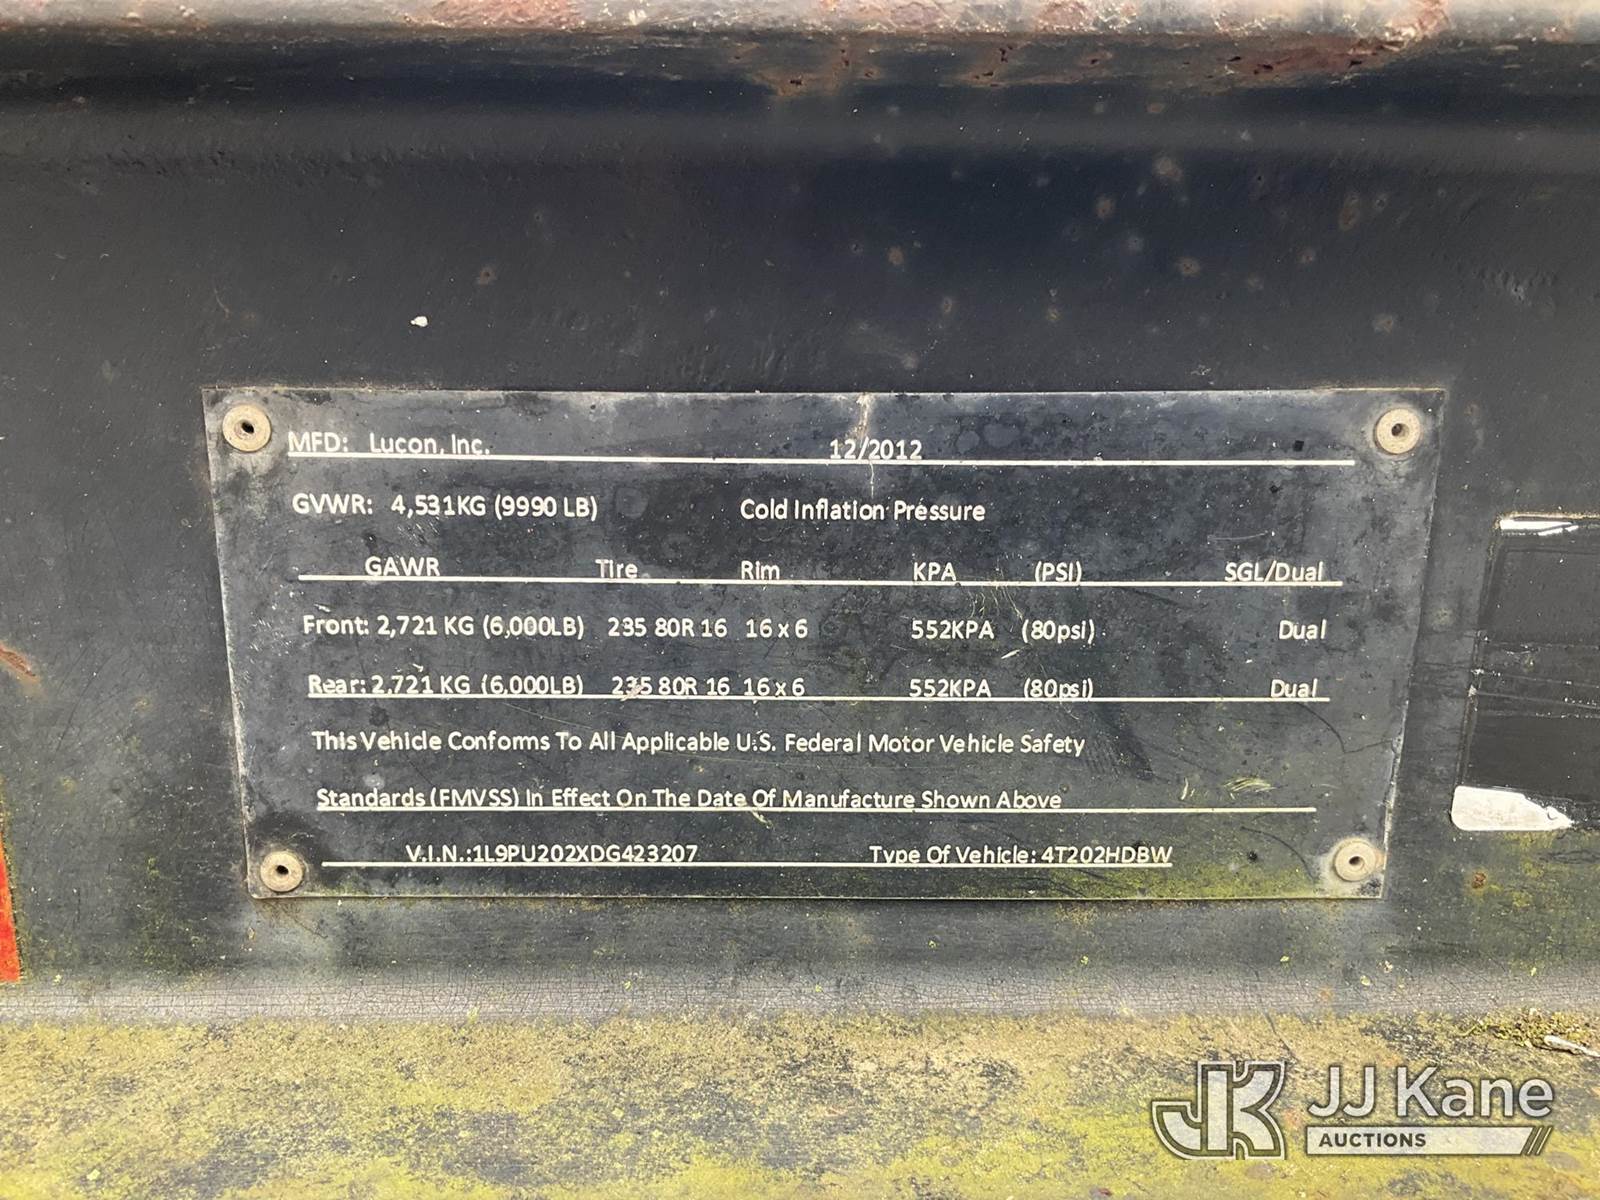 MFD: Lucon, Inc. 12/2012
GVWR: 4,531KG (9990 LB) Cold Inflation Pressure
GAWR Tire Rim KPA (PSI) SGL/Dual
Front: 2,721 KG (6,000LB) 235 80R 16 16 x 6 552KPA (80psi) Dual
Rear: 2,721 KG (6,000LB) 235 80R 16 16 x 6 552KPA (80psi) Dual
This Vehicle Conforms To All Applicable U.S. Federal Motor Vehicle Safety
Standards (FMVSS) In Effect On The Date Of Manufacture Shown Above
V.I.N.:1L9PU202XDG423207 Type Of Vehicle: 4T202HDBW
JK JJ Kane
AUCTIONS